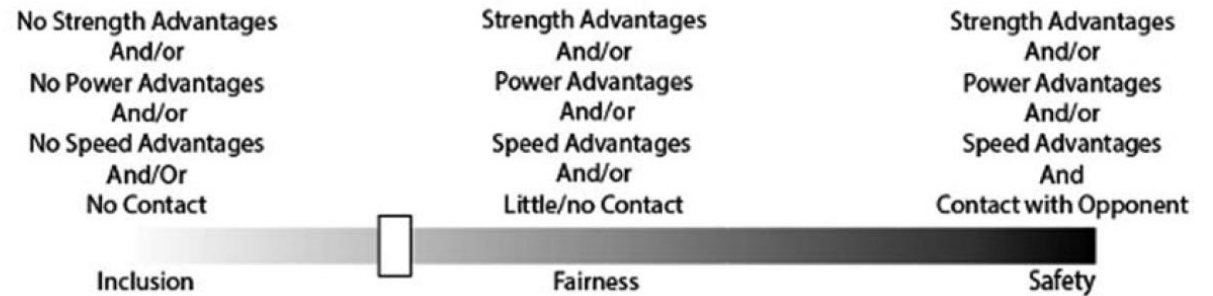 No Strength Advantages
And/or
No Power Advantages
And/or
No Speed Advantages
And/Or
No Contact
Strength Advantages
And/or
Power Advantages
And/or
Speed Advantages
And/or
Little/no Contact
Strength Advantages
And/or
Power Advantages
And/or
Speed Advantages
And
Contact with Opponent
Inclusion
Fairness
Safety